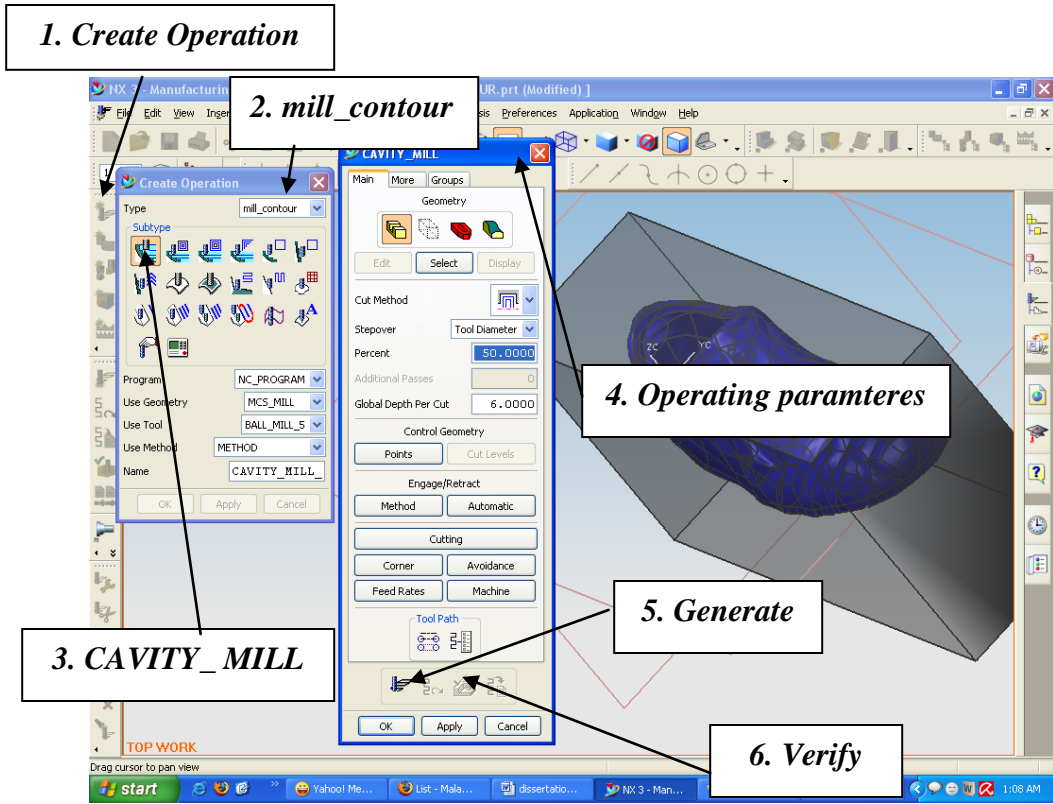 1. Create Operation
NX 3 - Manufacturin
UR.prt (Modified) ]
2. mill_contour
File Edit View Inser
sis Preferences Application Window Help
CAVITY_MILL
Create Operation
Type
mill_contour
Subtype
Program
NC_PROGRAM
Use Geometry
MCS_MILL
Use Tool
BALL_MILL_5
Use Method
METHOD
Name
CAVITY_MILL_
OK Apply Cancel
Main More Groups
Geometry
Edit Select Display
Cut Method
Stepover
Tool Diameter
Percent
50.0000
Additional Passes
0
Global Depth Per Cut
6.0000
Control Geometry
Points Cut Levels
Engage/Retract
Method Automatic
Cutting
Corner Avoidance
Feed Rates Machine
Tool Path
OK Apply Cancel
ZC
YC
4. Operating paramteres
5. Generate
3. CAVITY_ MILL
6. Verify
TOP WORK
Drag cursor to pan view
start
Yahoo! Me...
List - Mala...
dissertatio...
NX 3 - Man...
1:08 AM